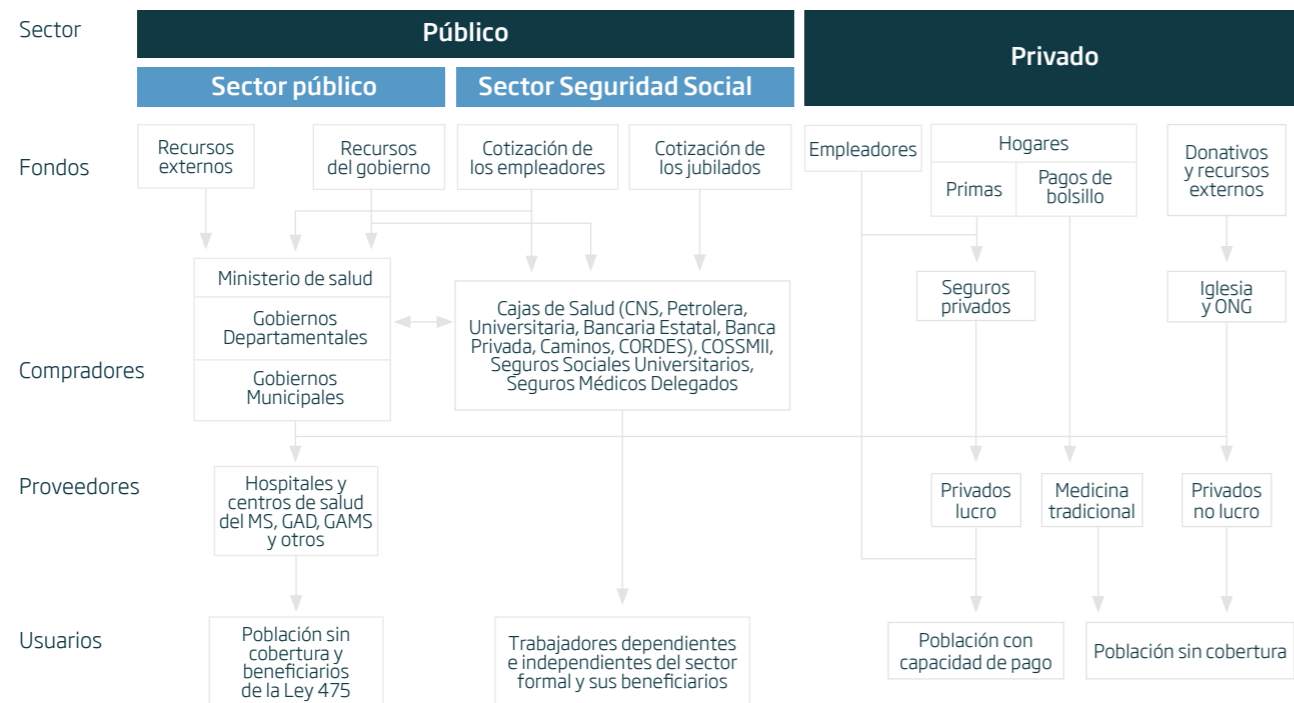 Sector
Público
Privado
Sector público
Sector Seguridad Social
Fondos
Recursos
externos
Recursos
del gobierno
Cotización de
los empleadores
Cotización de
los jubilados
Empleadores
Hogares
Primas
Pagos de
bolsillo
Donativos
y recursos
externos
Compradores
Ministerio de salud
Gobiernos
Departamentales
Gobiernos
Municipales
Cajas de Salud (CNS, Petrolera,
Universitaria, Bancaria Estatal, Banca
Privada, Caminos, CORDES), COSSMII,
Seguros Sociales Universitarios,
Seguros Médicos Delegados
Seguros
privados
Iglesia
y ONG
Proveedores
Hospitales y
centros de salud
del MS, GAD, GAMS
y otros
Privados
lucro
Medicina
tradicional
Privados
no lucro
Usuarios
Población sin
cobertura y
beneficiarios
de la Ley 475
Trabajadores dependientes
e independientes del sector
formal y sus beneficiarios
Población con
capacidad de pago
Población sin cobertura